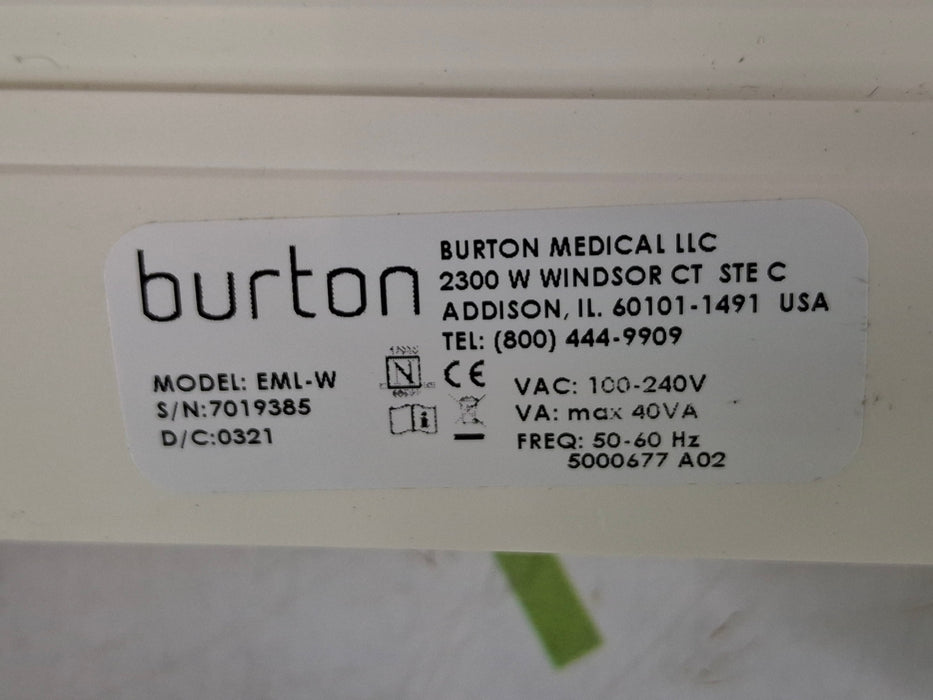 burton
BURTON MEDICAL LLC
2300 W WINDSOR CT STE C
ADDISON, IL. 60101-1491 USA
TEL: (800) 444-9909
MODEL: EML-W
S/N:7019385
D/C:0321
N
CE
i
VAC: 100-240V
VA: max 40VA
FREQ: 50-60 Hz
5000677 A02